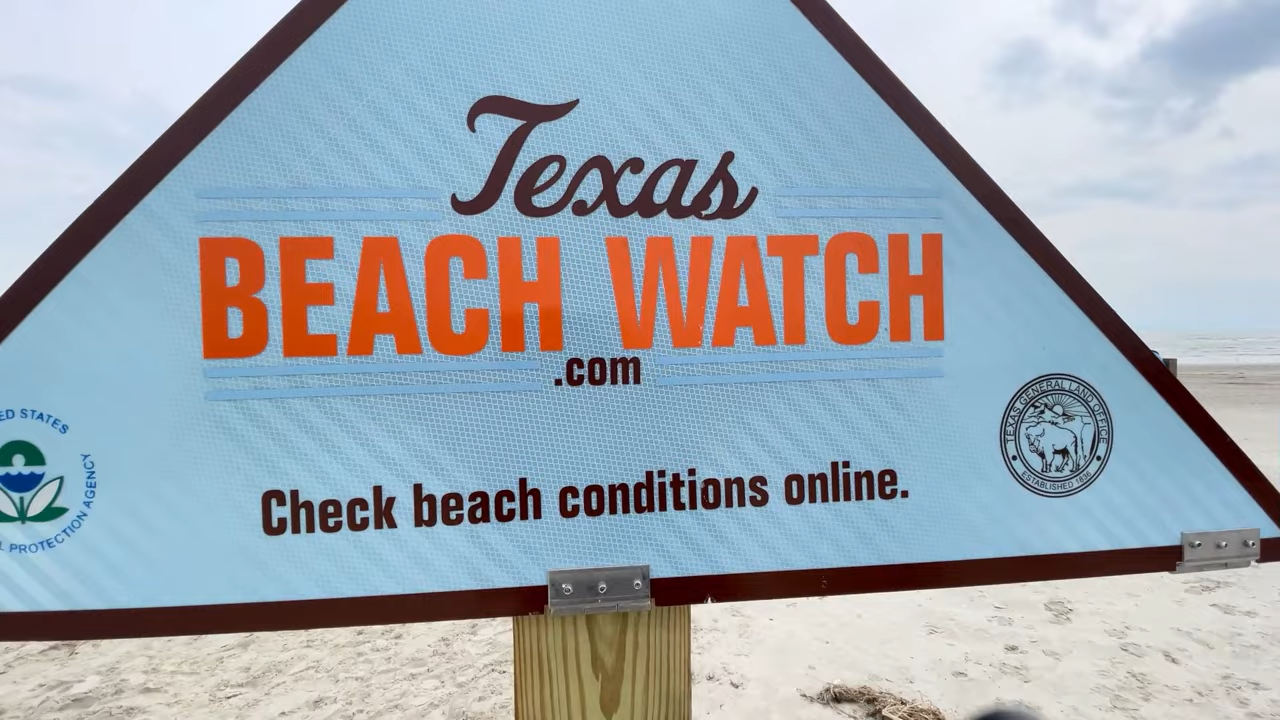 Texas
BEACH WATCH
.com
Check beach conditions online.
ED STATES
L PROTECTION AGENCY
TEXAS GENERAL LAND OFFICE
ESTABLISHED 1836